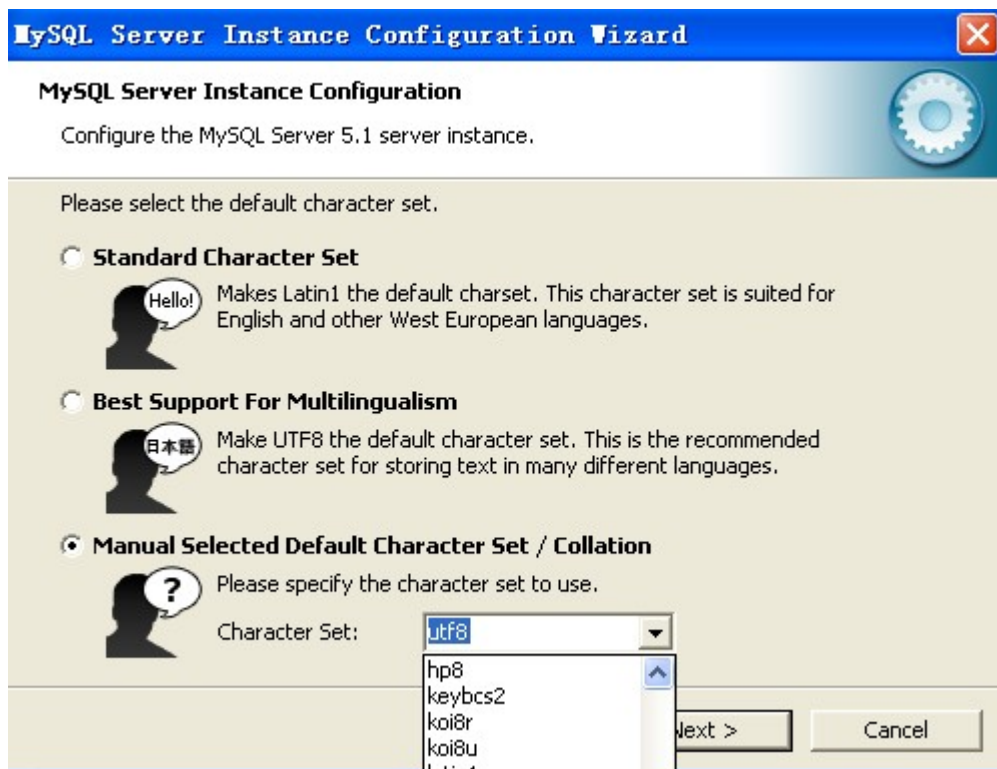 MySQL Server Instance Configuration Wizard
MySQL Server Instance Configuration
Configure the MySQL Server 5.1 server instance.
Please select the default character set.
Standard Character Set
Hello!
Makes Latin1 the default charset. This character set is suited for
English and other West European languages.
Best Support For Multilingualism
日本語
Make UTF8 the default character set. This is the recommended
character set for storing text in many different languages.
Manual Selected Default Character Set / Collation
?
Please specify the character set to use.
Character Set:
utf8
hp8
keybcs2
koi8r
koi8u
Next >
Cancel